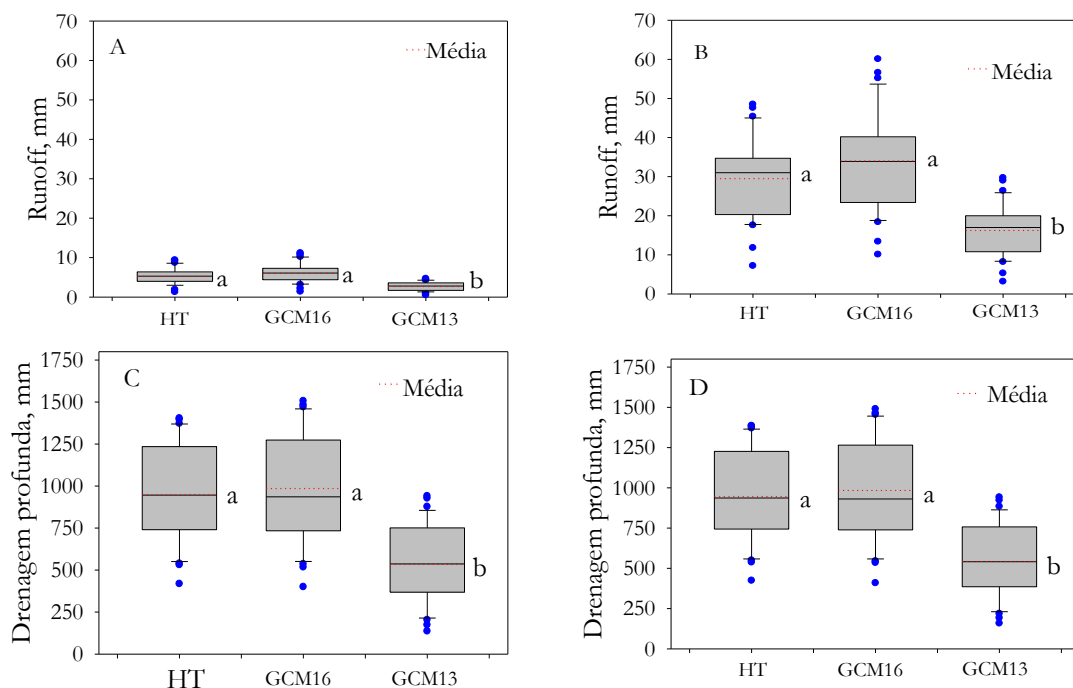 A
Média
Runoff, mm
70
60
50
40
30
20
10
0
a
a
b
HT
GCM16
GCM13
B
Média
Runoff, mm
70
60
50
40
30
20
10
0
a
a
b
HT
GCM16
GCM13
C
Média
Drenagem profunda, mm
1750
1500
1250
1000
750
500
250
0
a
a
b
HT
GCM16
GCM13
D
Média
Drenagem profunda, mm
1750
1500
1250
1000
750
500
250
0
a
a
b
HT
GCM16
GCM13